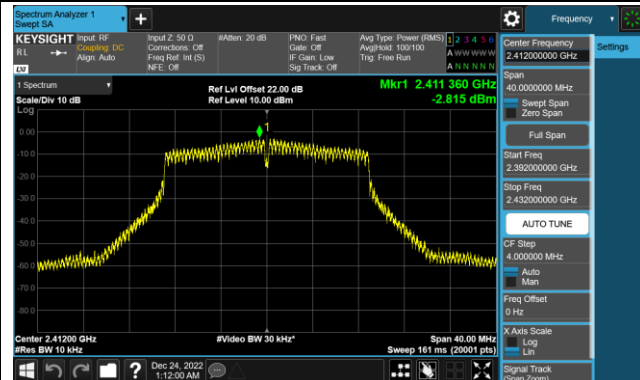 Spectrum Analyzer 1
Swept SA
Frequency
KEYSIGHT
RL
Input: RF
Coupling: DC
Align: Auto
Input Z: 50 Ω
Corrections: Off
Freq Ref: Int (S)
NFE: Off
#Atten: 20 dB
PNO: Fast
Gate: Off
IF Gain: Low
Sig Track: Off
Avg Type: Power (RMS)
Avg|Hold: 100/100
Trig: Free Run
1 2 3 4 5 6
A W W W W W
A N N N N N
LXI
1 Spectrum
Scale/Div 10 dB
Ref Lvl Offset 22.00 dB
Ref Level 10.00 dBm
Mkr1 2.411 360 GHz
-2.815 dBm
Log
1
0.00
-10.0
-20.0
-30.0
-40.0
-50.0
-60.0
-70.0
-80.0
Center 2.41200 GHz
#Res BW 10 kHz
#Video BW 30 kHz*
Span 40.00 MHz
Sweep 161 ms (20001 pts)
Dec 24, 2022
1:12:00 AM
Settings
Center Frequency
2.412000000 GHz
Span
40.0000000 MHz
Swept Span
Zero Span
Full Span
Start Freq
2.392000000 GHz
Stop Freq
2.432000000 GHz
AUTO TUNE
CF Step
4.000000 MHz
Auto
Man
Freq Offset
0 Hz
X Axis Scale
Log
Lin
Signal Track
(Span Zoom)